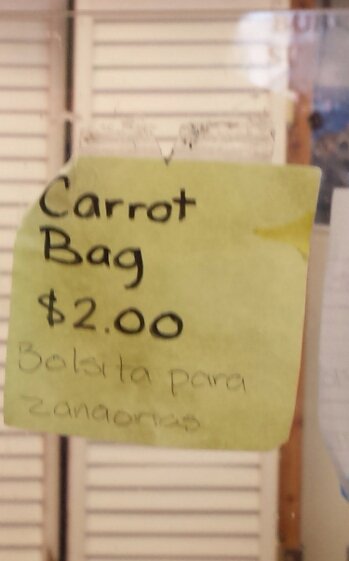 Carrot
Bag
$2.00
Bolsita para
zanaorias